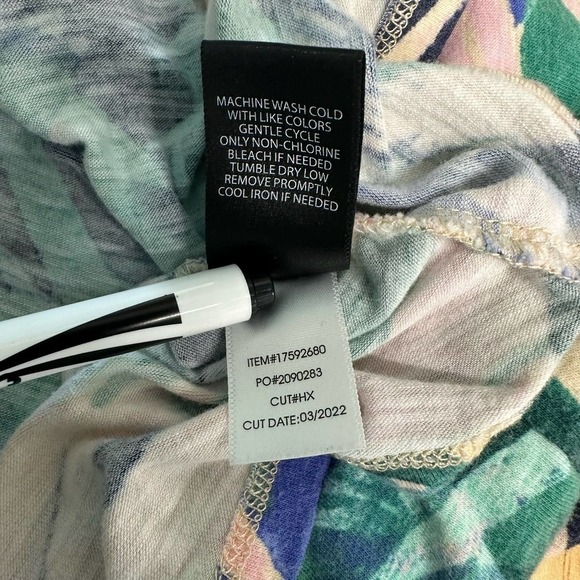 MACHINE WASH COLD
WITH LIKE COLORS
GENTLE CYCLE
ONLY NON-CHLORINE
BLEACH IF NEEDED
TUMBLE DRY LOW
REMOVE PROMPTLY
COOL IRON IF NEEDED
ITEM#17592680
PO#2090283
CUT#HX
CUT DATE:03/2022